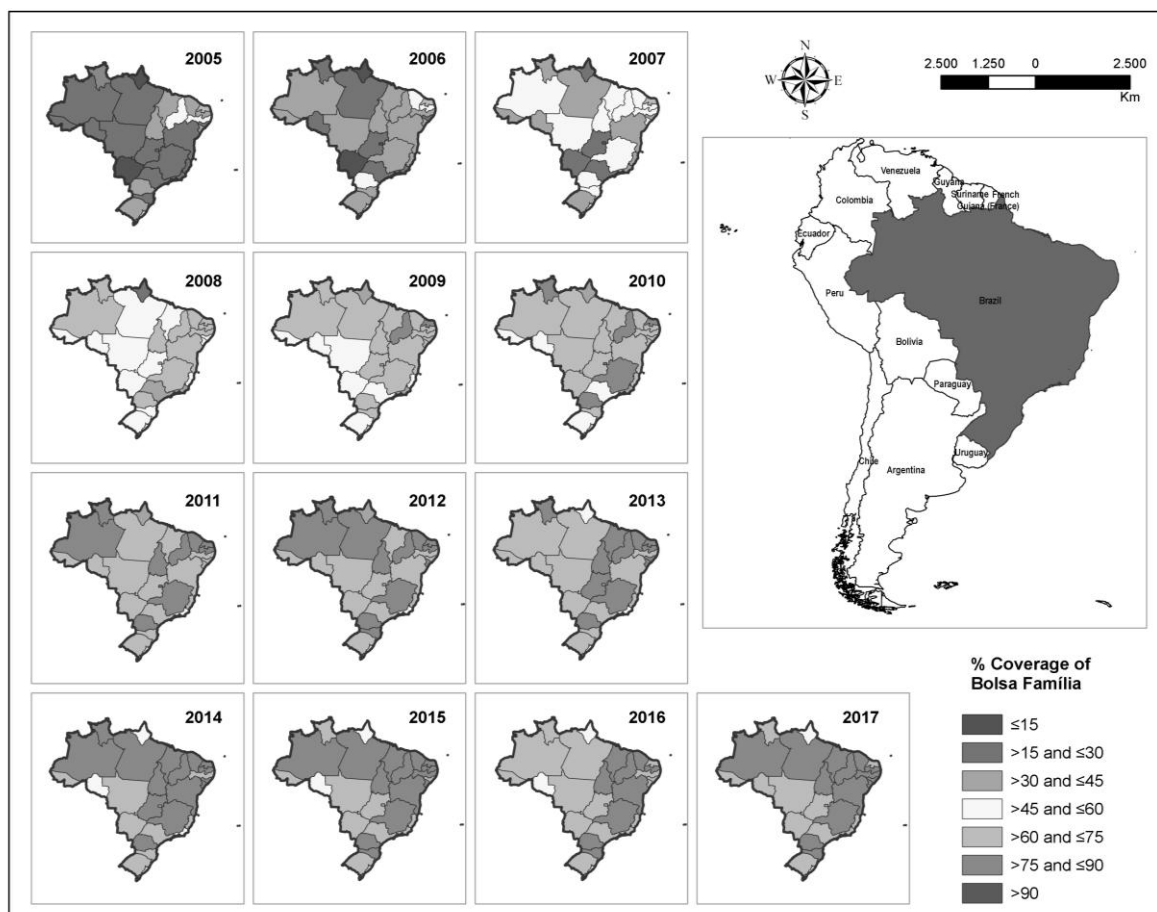 2005
2006
2007
N
W E
S
2.500 1.250 0 2.500
Km
2008
2009
2010
2011
2012
2013
2014
2015
2016
2017
Venezuela
Guyana
Suriname French
Guiana (France)
Colombia
Ecuador
Peru
Brazil
Bolivia
Paraguay
Uruguay
Chile
Argentina
% Coverage of
Bolsa Família
≤15
>15 and ≤30
>30 and ≤45
>45 and ≤60
>60 and ≤75
>75 and ≤90
>90